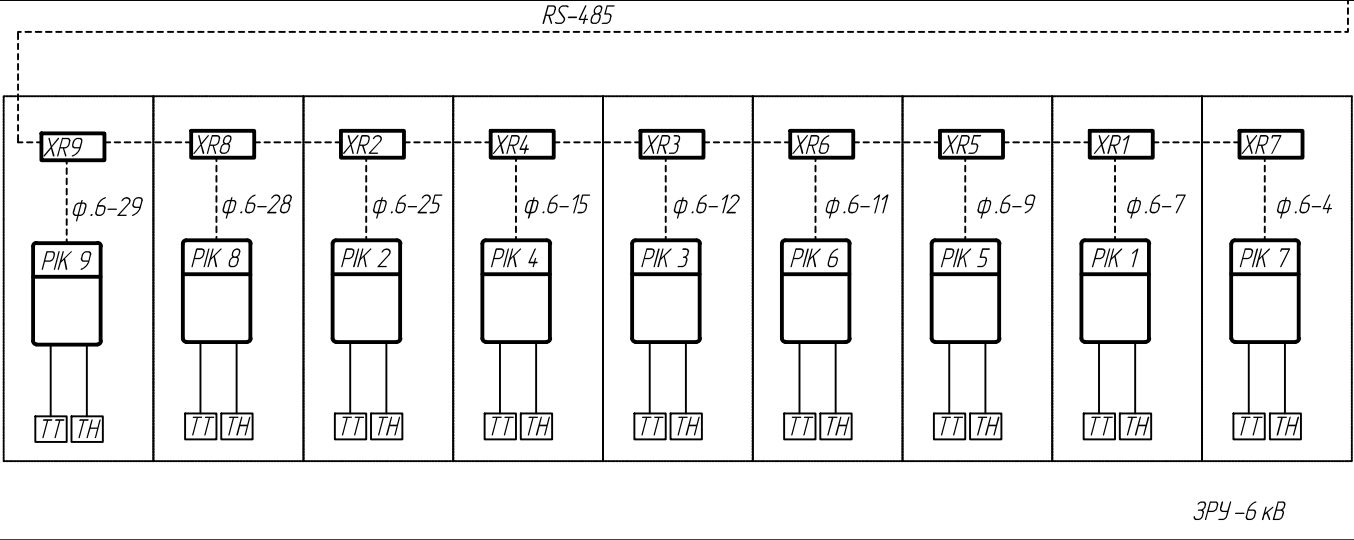 RS-485
XR9 XR8 XR2 XR4 XR3 XR6 XR5 XR1 XR7
ф.6-29 ф.6-28 ф.6-25 ф.6-15 ф.6-12 ф.6-11 ф.6-9 ф.6-7 ф.6-4
РІК 9 РІК 8 РІК 2 РІК 4 РІК 3 РІК 6 РІК 5 РІК 1 РІК 7
ТТ ТН ТТ ТН ТТ ТН ТТ ТН ТТ ТН ТТ ТН ТТ ТН ТТ ТН ТТ ТН
ЗРУ-6 кВ